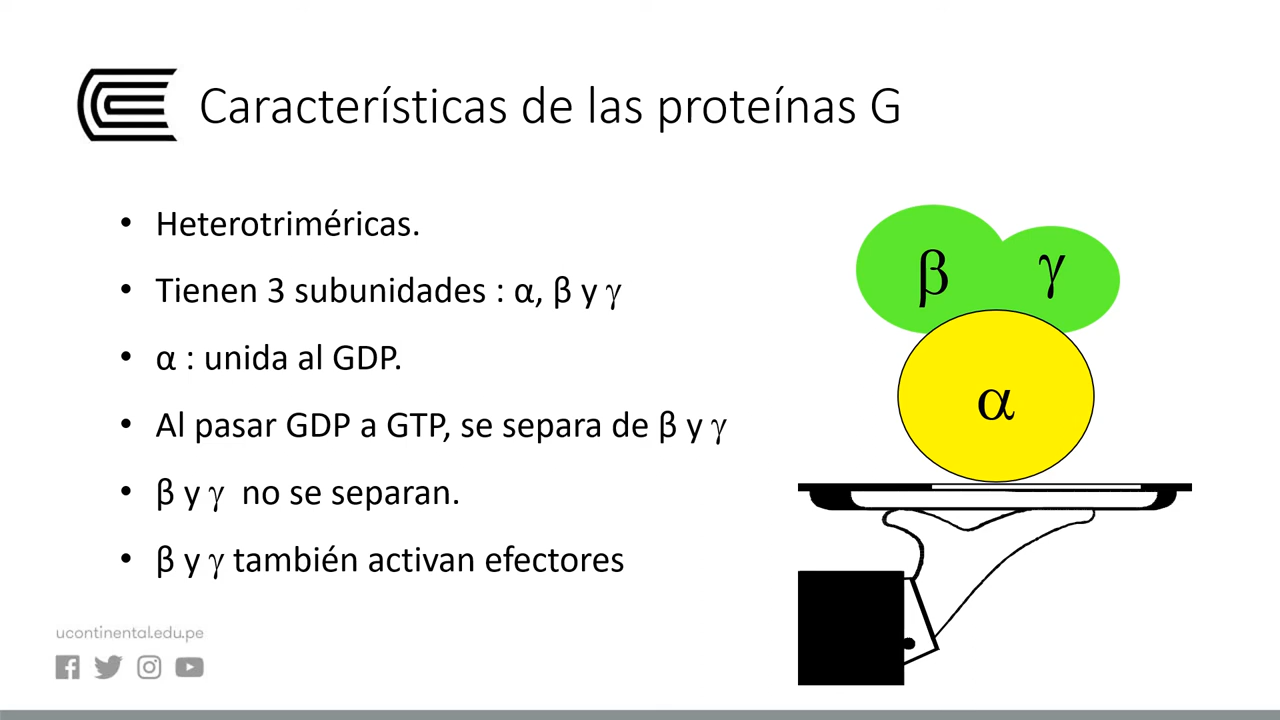 Características de las proteínas G
• Heterotriméricas.
• Tienen 3 subunidades : α, β y γ
• α : unida al GDP.
• Al pasar GDP a GTP, se separa de β y γ
• β y γ no se separan.
• β y γ también activan efectores
β γ
α
ucontinental.edu.pe